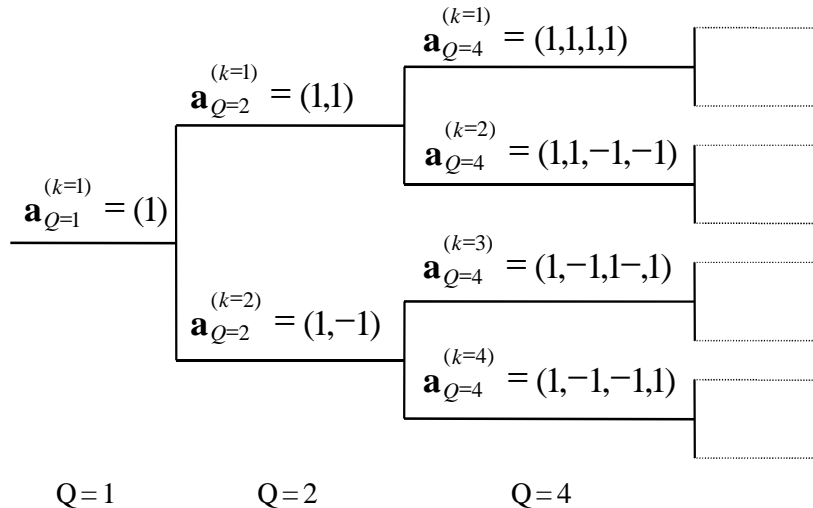 a_{Q=4}^{(k=1)} = (1,1,1,1)
a_{Q=2}^{(k=1)} = (1,1)
a_{Q=4}^{(k=2)} = (1,1,−1,−1)
a_{Q=1}^{(k=1)} = (1)
a_{Q=4}^{(k=3)} = (1,−1,1−,1)
a_{Q=2}^{(k=2)} = (1,−1)
a_{Q=4}^{(k=4)} = (1,−1,−1,1)
Q = 1 Q = 2 Q = 4